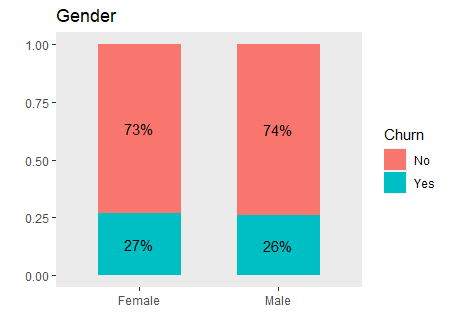 Gender
1.00
0.75
0.50
0.25
0.00
73%
74%
27%
26%
Female
Male
Churn
No
Yes